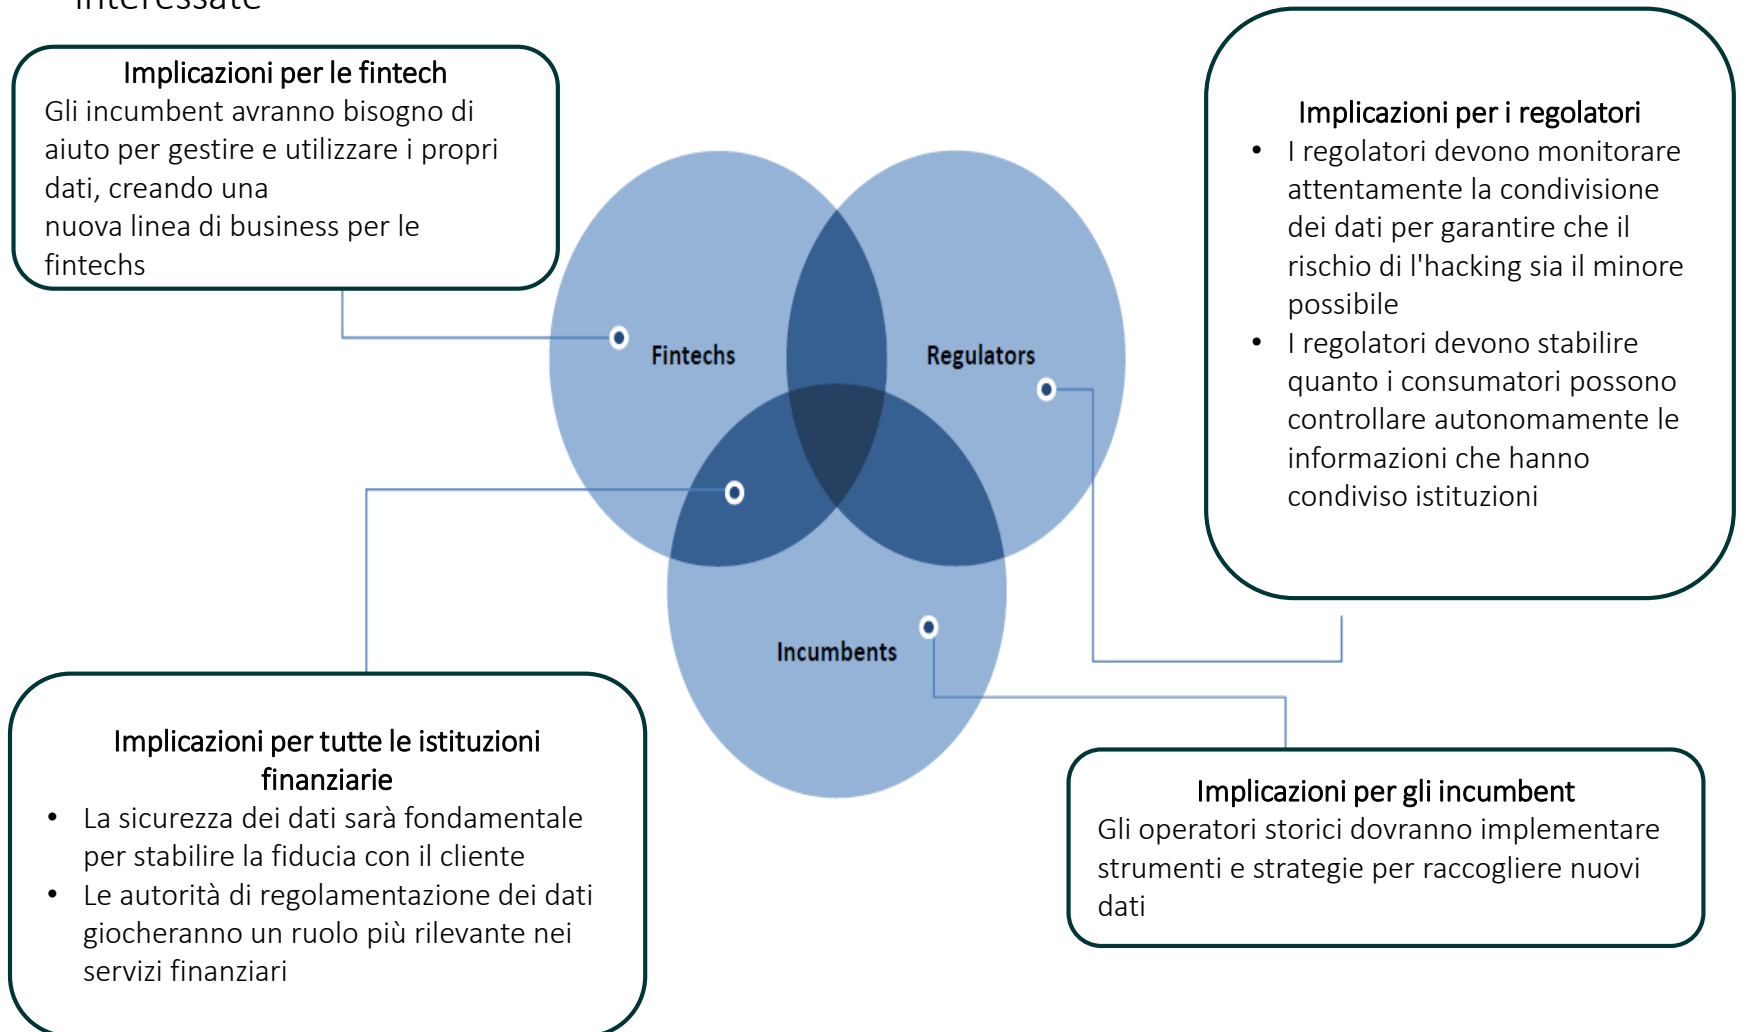 interessate
Implicazioni per le fintech
Gli incumbent avranno bisogno di
aiuto per gestire e utilizzare i propri
dati, creando una
nuova linea di business per le
fintechs
Implicazioni per i regolatori
• I regolatori devono monitorare
attentamente la condivisione
dei dati per garantire che il
rischio di l'hacking sia il minore
possibile
• I regolatori devono stabilire
quanto i consumatori possono
controllare autonomamente le
informazioni che hanno
condiviso istituzioni
Fintechs
Regulators
Incumbents
Implicazioni per tutte le istituzioni
finanziarie
• La sicurezza dei dati sarà fondamentale
per stabilire la fiducia con il cliente
• Le autorità di regolamentazione dei dati
giocheranno un ruolo più rilevante nei
servizi finanziari
Implicazioni per gli incumbent
Gli operatori storici dovranno implementare
strumenti e strategie per raccogliere nuovi
dati